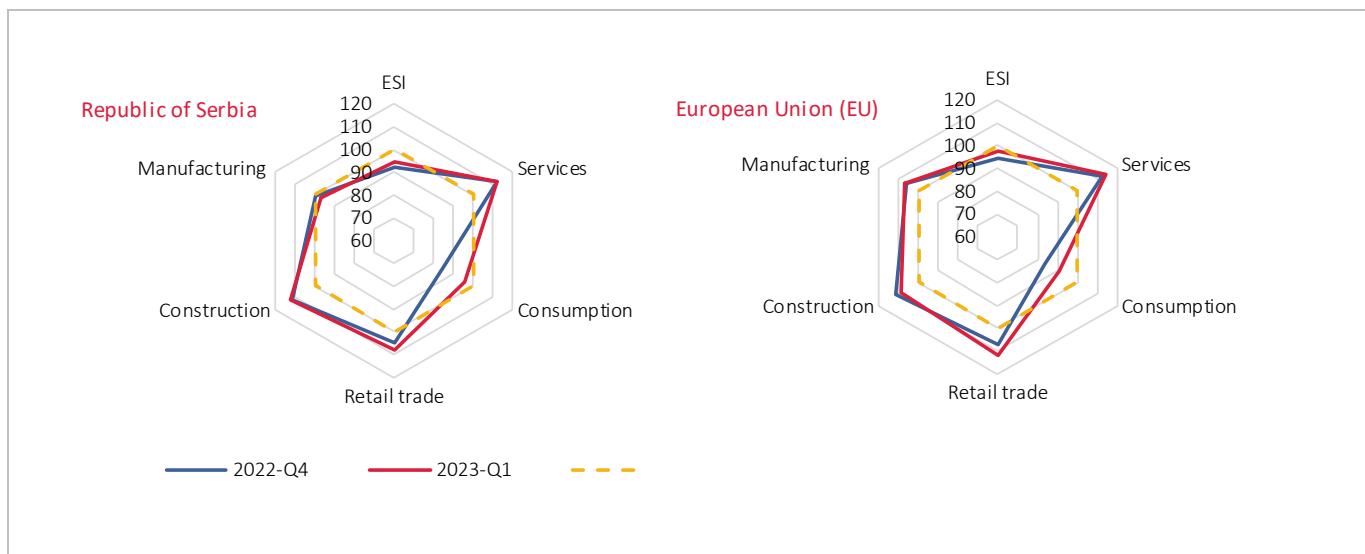 Republic of Serbia
ESI
Services
Consumption
Retail trade
Construction
Manufacturing
120
110
100
90
80
70
60
European Union (EU)
ESI
Services
Consumption
Retail trade
Construction
Manufacturing
120
110
100
90
80
70
60
2022-Q4
2023-Q1